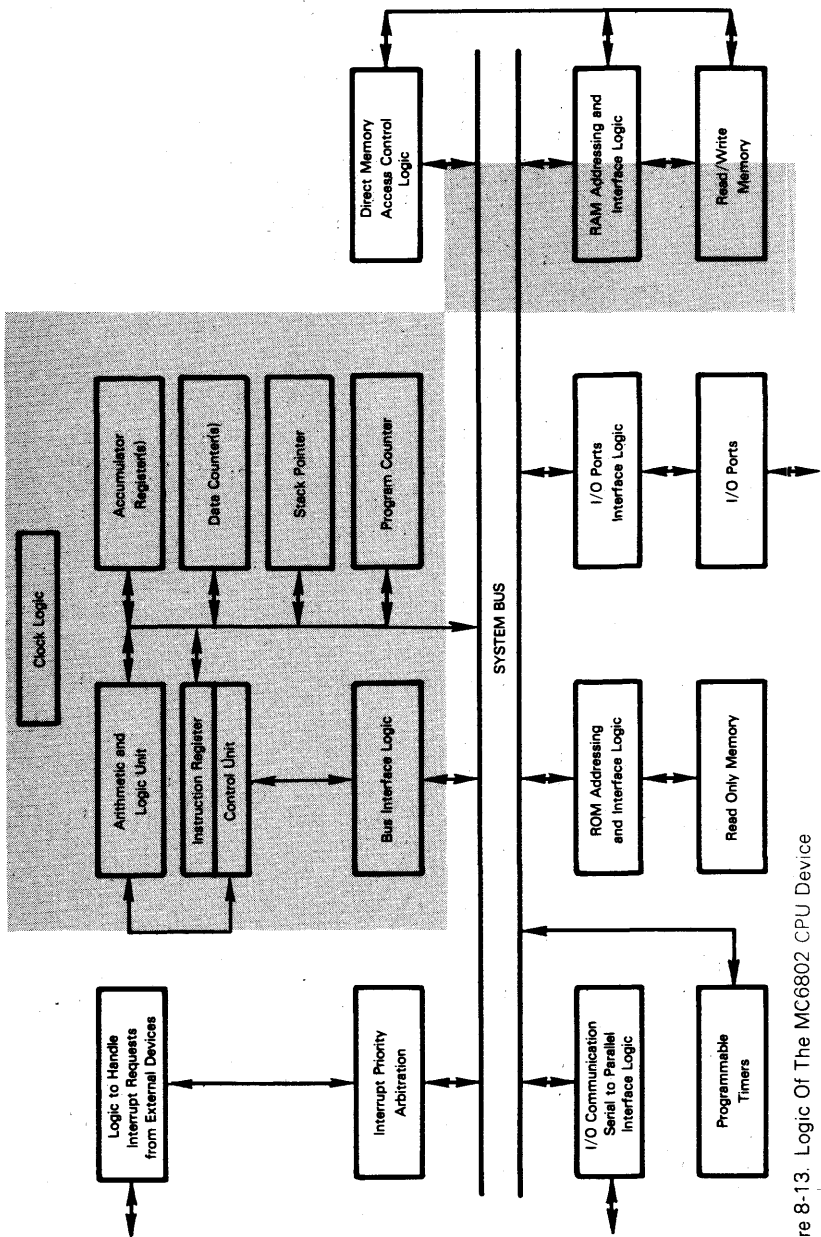 Logic to Handle
Interrupt Requests
from External Devices
Interrupt Priority
Arbitration
Clock Logic
Arithmetic and
Logic Unit
Instruction Register
Control Unit
Bus Interface Logic
Accumulator
Register(s)
Data Counter(s)
Stack Pointer
Program Counter
Direct Memory
Access Control
Logic
SYSTEM BUS
I/O Communication
Serial to Parallel
Interface Logic
Programmable
Timers
ROM Addressing
and Interface Logic
Read Only Memory
I/O Ports
Interface Logic
I/O Ports
RAM Addressing and
Interface Logic
Read/Write
Memory
re 8-13. Logic Of The MC6802 CPU Device